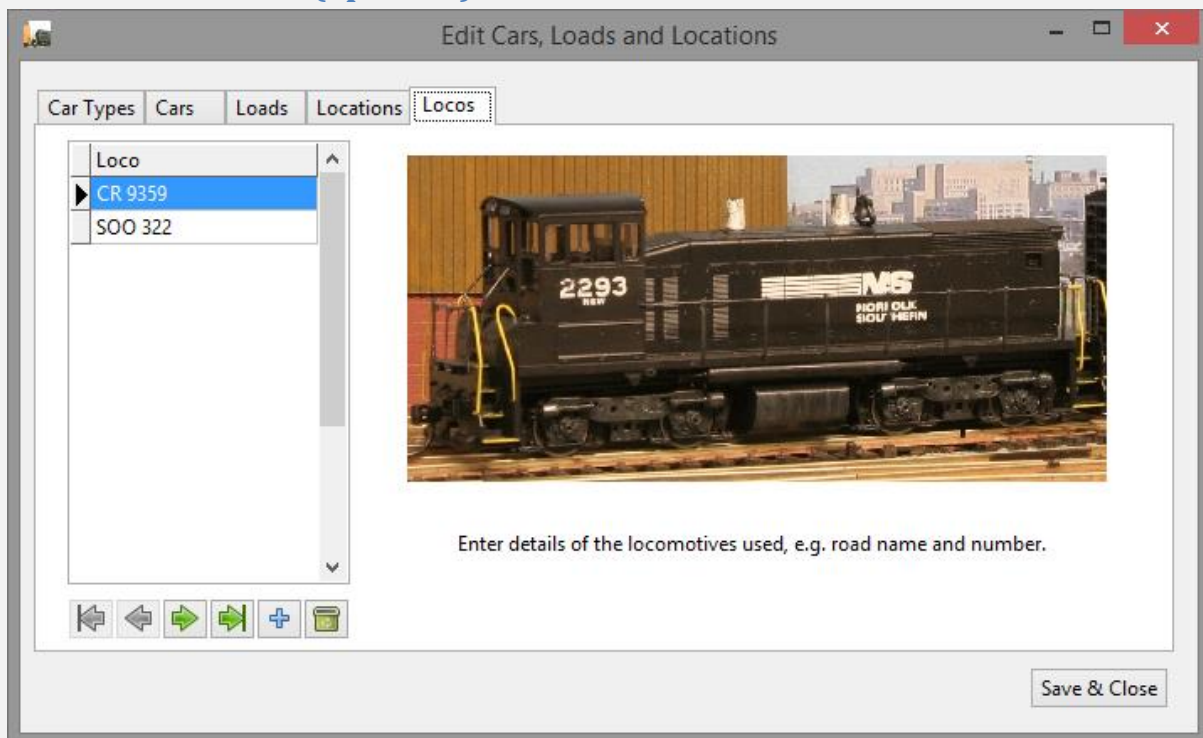 Edit Cars, Loads and Locations
Car Types Cars Loads Locations Locos
Loco
CR 9359
SOO 322
2293
NS
NORFOLK
SOUTHERN
Enter details of the locomotives used, e.g. road name and number.
Save & Close